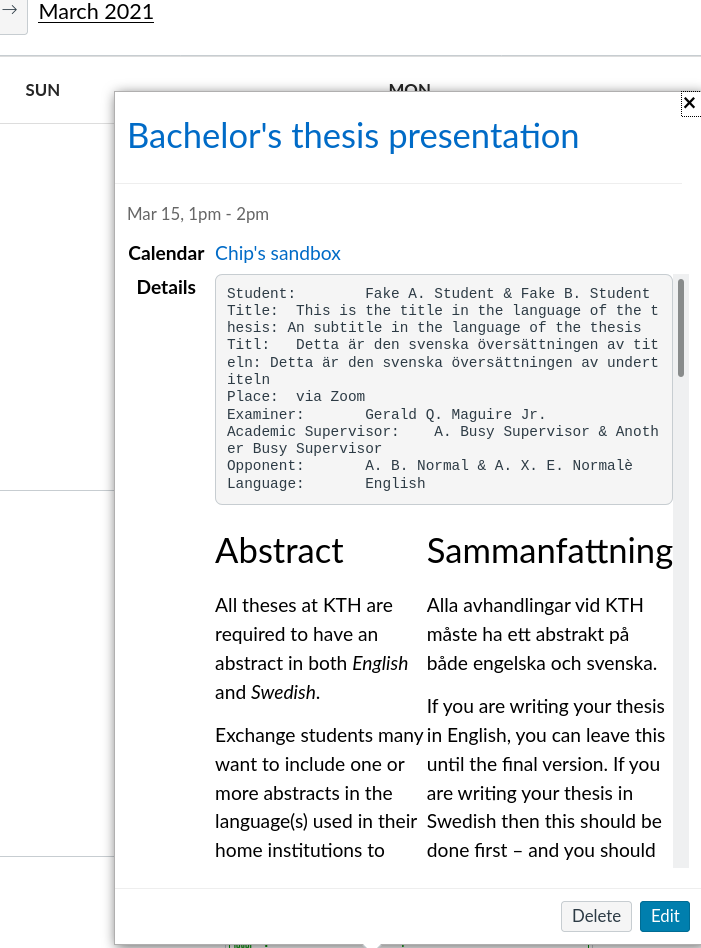 → March 2021
SUN
MON
×
Bachelor's thesis presentation
Mar 15, 1pm - 2pm
Calendar Chip's sandbox
Details
Student:        Fake A. Student & Fake B. Student
Title:  This is the title in the language of the t
hesis: An subtitle in the language of the thesis
Titl:   Detta är den svenska översättningen av tit
eln: Detta är den svenska översättningen av undert
iteln
Place:  via Zoom
Examiner:       Gerald Q. Maguire Jr.
Academic Supervisor:    A. Busy Supervisor & Anoth
er Busy Supervisor
Opponent:       A. B. Normal & A. X. E. Normalè
Language:       English
Abstract
All theses at KTH are
required to have an
abstract in both English
and Swedish.
Exchange students many
want to include one or
more abstracts in the
language(s) used in their
home institutions to
Sammanfattning
Alla avhandlingar vid KTH
måste ha ett abstrakt på
både engelska och svenska.
If you are writing your thesis
in English, you can leave this
until the final version. If you
are writing your thesis in
Swedish then this should be
done first – and you should
Delete
Edit